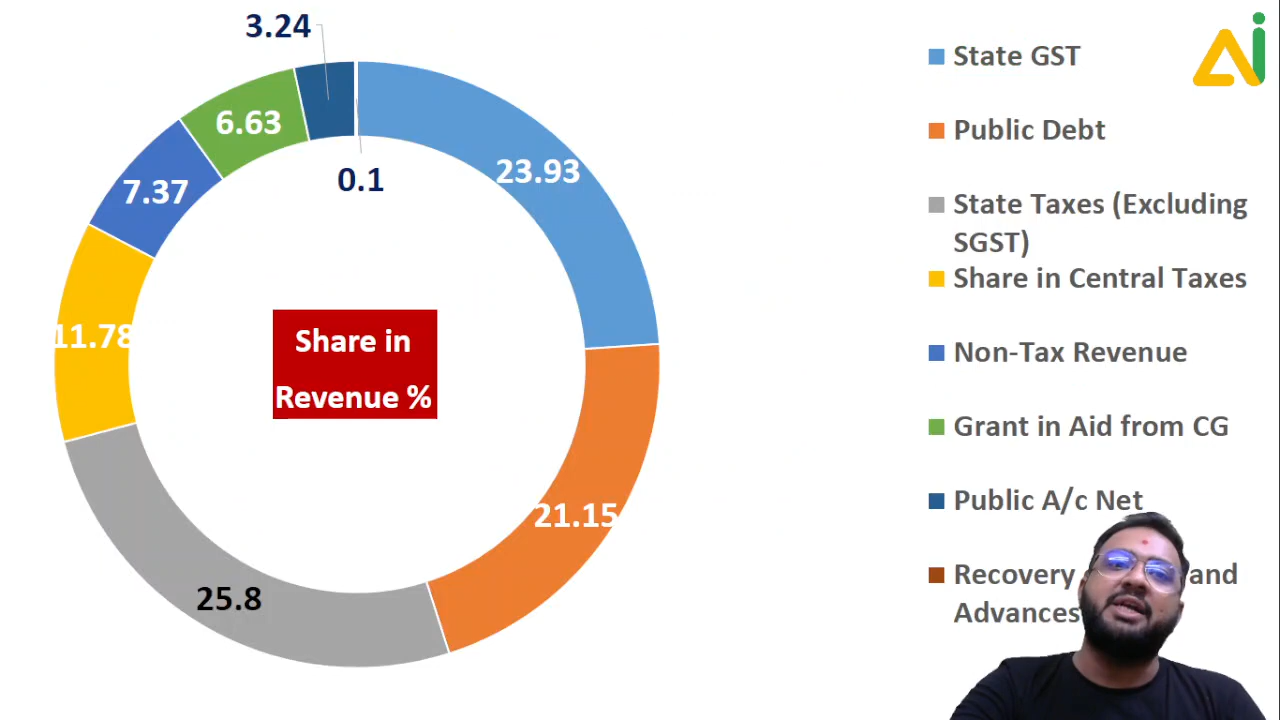 3.24
23.93
6.63
0.1
7.37
11.78
Share in
Revenue %
21.15
25.8
State GST
Public Debt
State Taxes (Excluding
SGST)
Share in Central Taxes
Non-Tax Revenue
Grant in Aid from CG
Public A/c Net
Recovery and
Advances
Ai